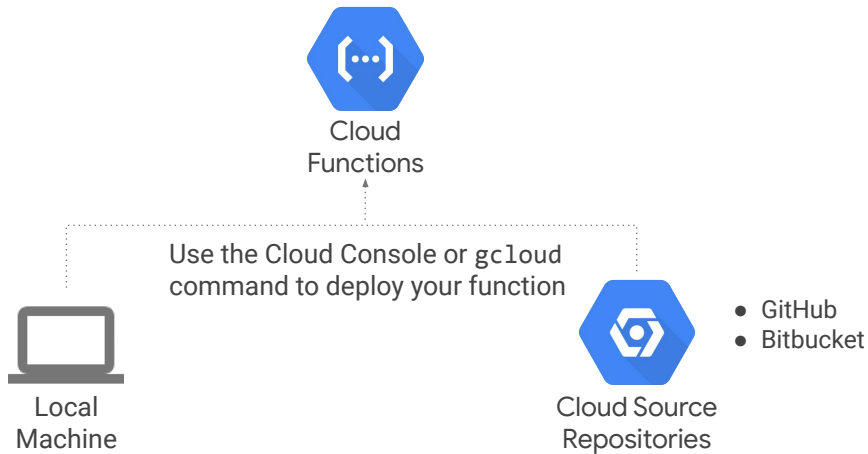 Cloud
Functions
Use the Cloud Console or gcloud
command to deploy your function
Local
Machine
Cloud Source
Repositories
● GitHub
● Bitbucket